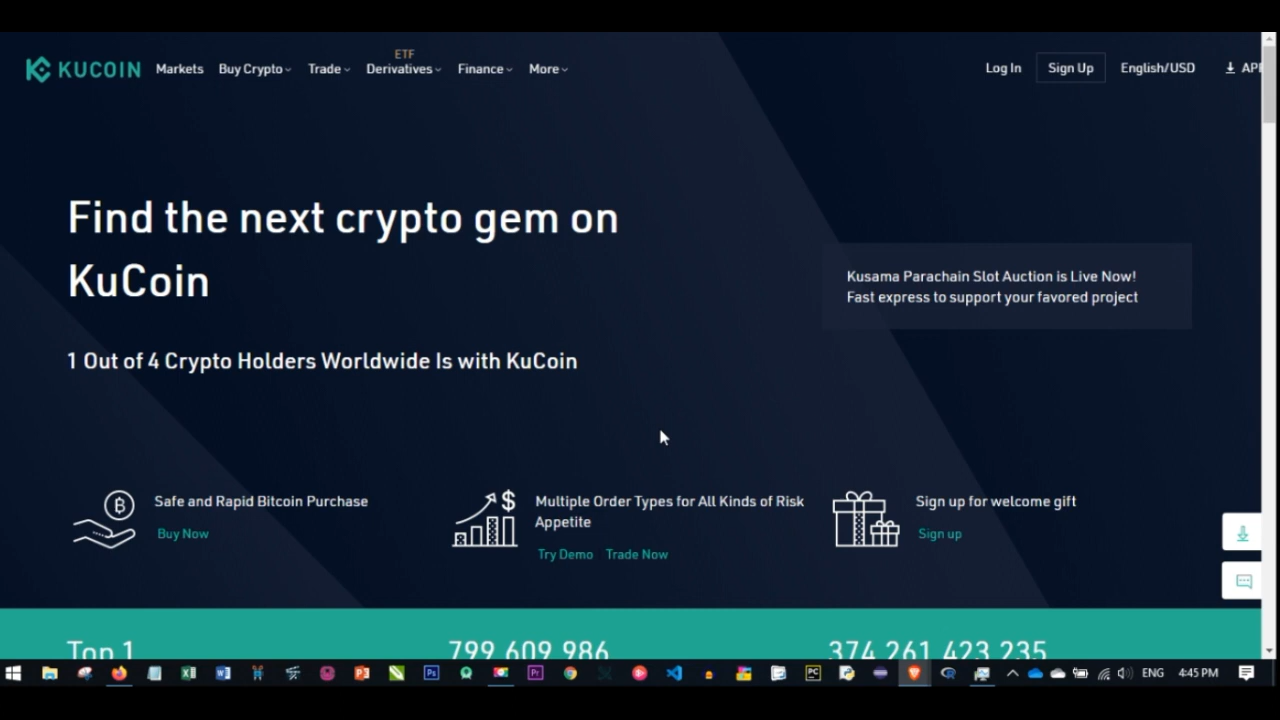 ETF
KUCOIN Markets Buy Crypto Trade Derivatives Finance More Log In Sign Up English/USD
Find the next crypto gem on
KuCoin
Kusama Parachain Slot Auction is Live Now!
Fast express to support your favored project
1 Out of 4 Crypto Holders Worldwide Is with KuCoin
Safe and Rapid Bitcoin Purchase
Buy Now
Multiple Order Types for All Kinds of Risk
Appetite
Try Demo Trade Now
Sign up for welcome gift
Sign up
Top 1 799,609,986 374,261,423,235
ENG 4:45 PM